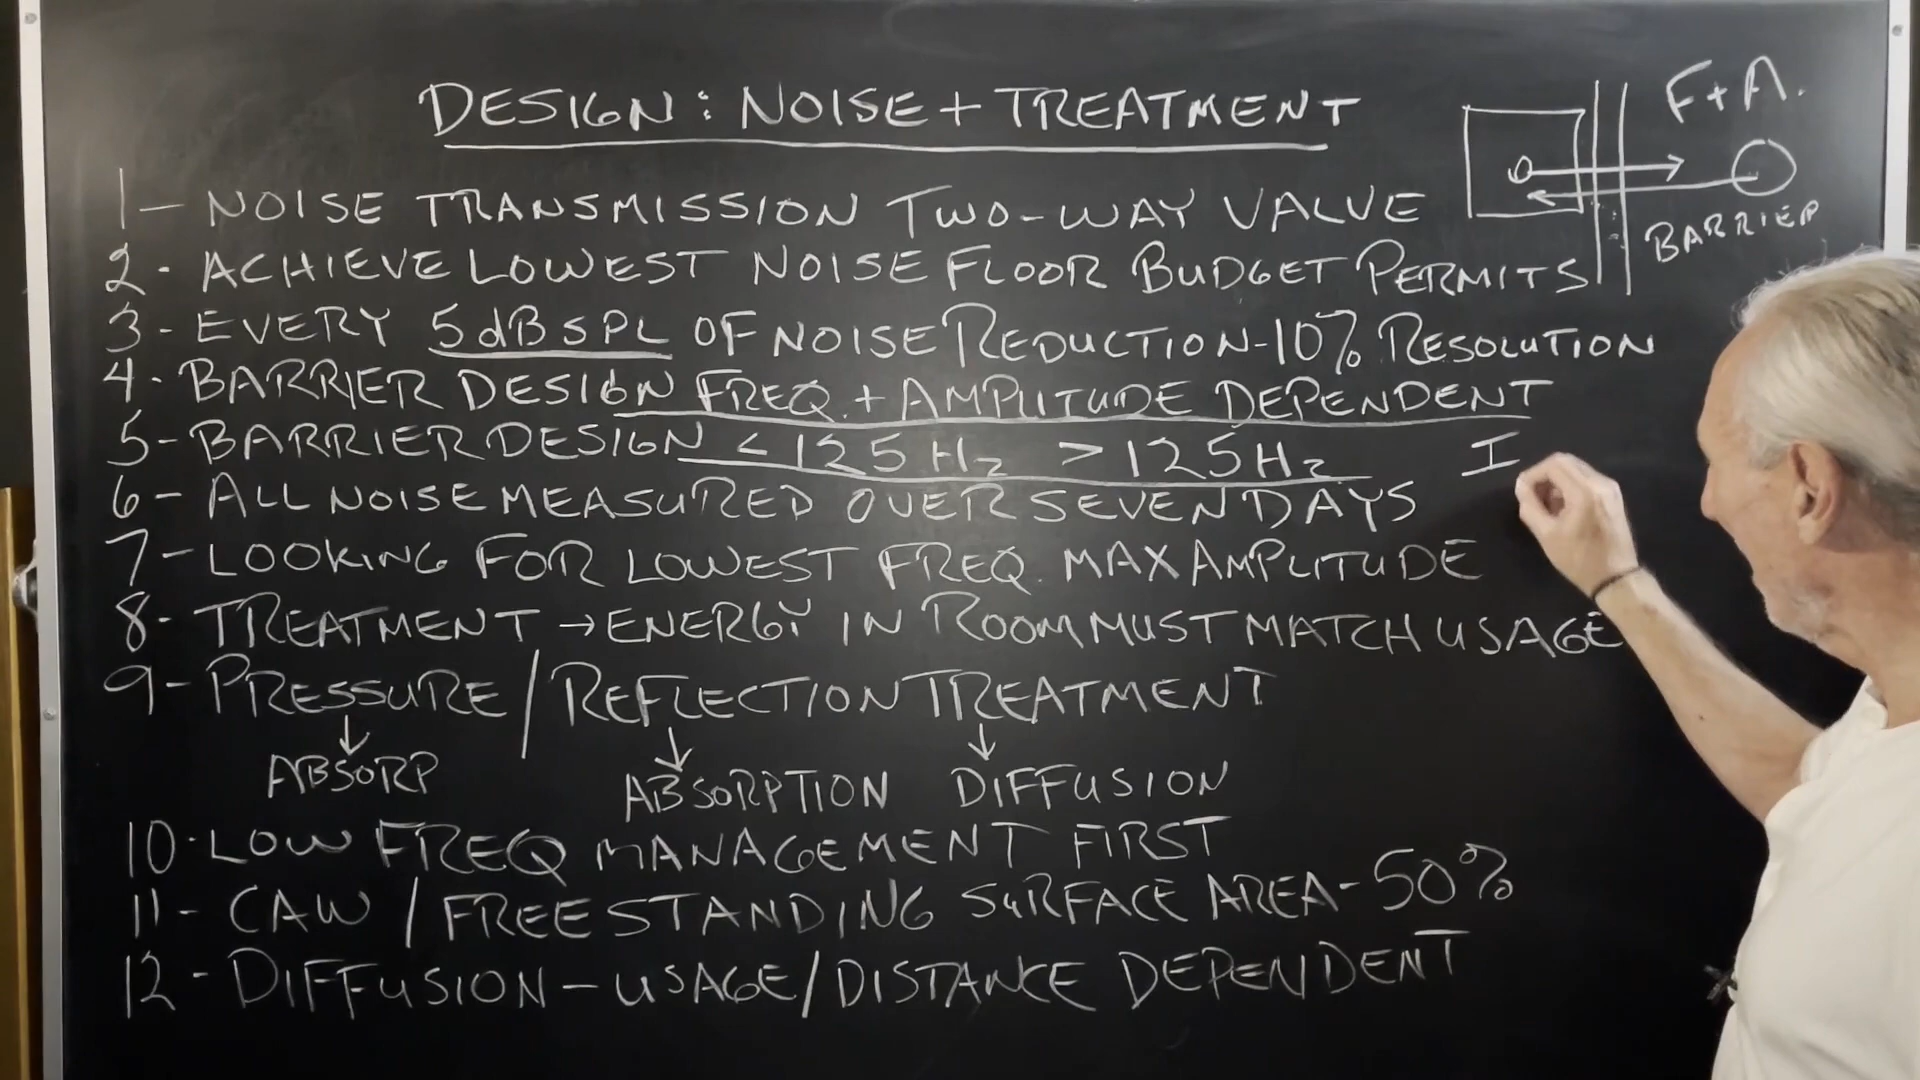 DESIGN: NOISE + TREATMENT
F+A.
BARRIER
1- NOISE TRANSMISSION TWO-WAY VALVE
2- ACHIEVE LOWEST NOISE FLOOR BUDGET PERMITS
3- EVERY 5dB SPL OF NOISE REDUCTION-10% RESOLUTION
4- BARRIER DESIGN FREQ. + AMPLITUDE DEPENDENT
5- BARRIER DESIGN < 125 Hz > 125 Hz I
6- ALL NOISE MEASURED OVER SEVEN DAYS
7- LOOKING FOR LOWEST FREQ. MAX AMPLITUDE
8- TREATMENT → ENERGY IN ROOM MUST MATCH USAGE
9- PRESSURE / REFLECTION TREATMENT
ABSORP ABSORPTION DIFFUSION
10- LOW FREQ MANAGEMENT FIRST
11- CAW / FREESTANDING SURFACE AREA-50%
12- DIFFUSION - USAGE/DISTANCE DEPENDENT